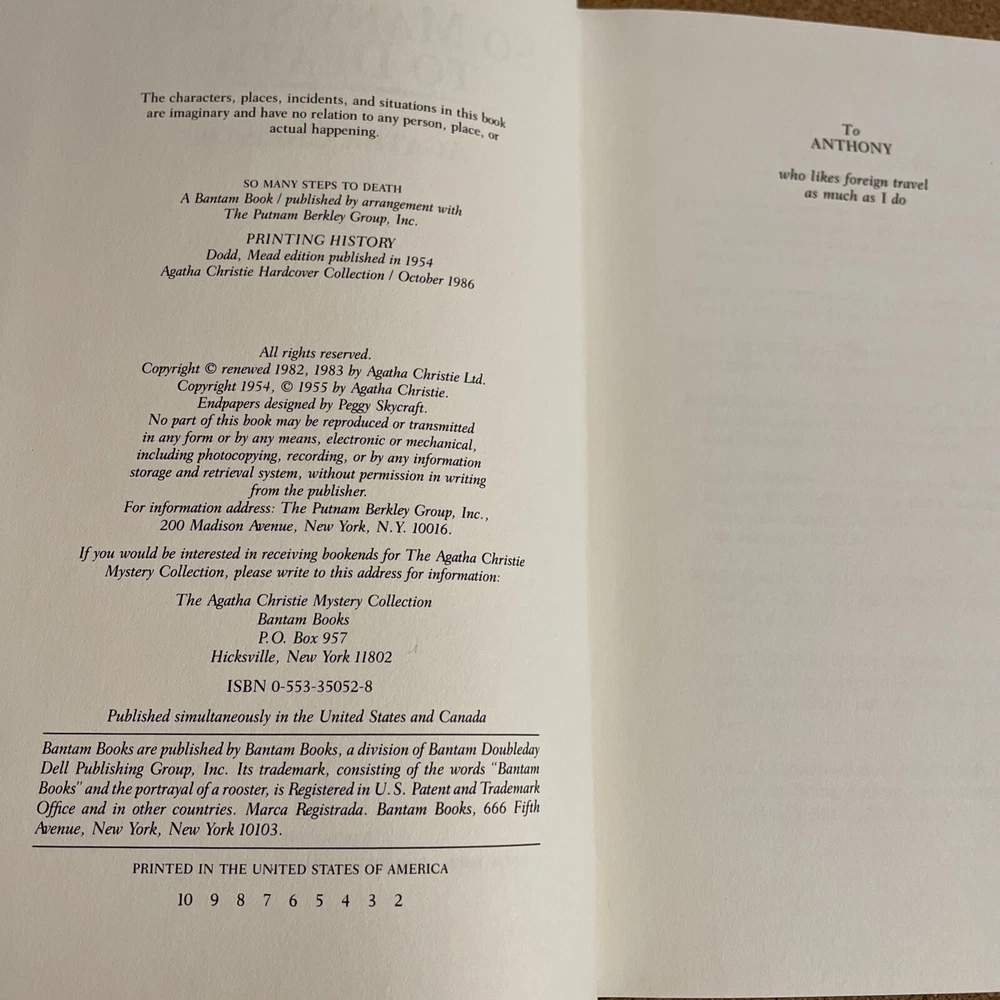 The characters, places, incidents, and situations in this book
are imaginary and have no relation to any person, place, or
actual happening.
SO MANY STEPS TO DEATH
A Bantam Book / published by arrangement with
The Putnam Berkley Group, Inc.
PRINTING HISTORY
Dodd, Mead edition published in 1954
Agatha Christie Hardcover Collection / October 1986
All rights reserved.
Copyright © renewed 1982, 1983 by Agatha Christie Ltd.
Copyright 1954, © 1955 by Agatha Christie.
Endpapers designed by Peggy Skycraft.
No part of this book may be reproduced or transmitted
in any form or by any means, electronic or mechanical,
including photocopying, recording, or by any information
storage and retrieval system, without permission in writing
from the publisher.
For information address: The Putnam Berkley Group, Inc.,
200 Madison Avenue, New York, N.Y. 10016.
If you would be interested in receiving bookends for The Agatha Christie
Mystery Collection, please write to this address for information:
The Agatha Christie Mystery Collection
Bantam Books
P.O. Box 957
Hicksville, New York 11802
ISBN 0-553-35052-8
Published simultaneously in the United States and Canada
Bantam Books are published by Bantam Books, a division of Bantam Doubleday
Dell Publishing Group, Inc. Its trademark, consisting of the words "Bantam
Books" and the portrayal of a rooster, is Registered in U.S. Patent and Trademark
Office and in other countries. Marca Registrada. Bantam Books, 666 Fifth
Avenue, New York, New York 10103.
PRINTED IN THE UNITED STATES OF AMERICA
10 9 8 7 6 5 4 3 2
To
ANTHONY
who likes foreign travel
as much as I do